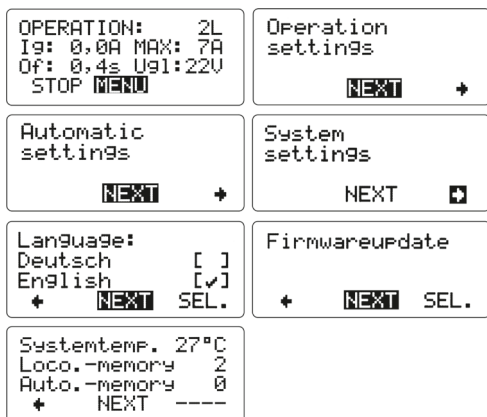 OPERATION: 2L
Ig: 0,0A MAX: 7A
Of: 0,4s Ugl:22V
STOP MENU
Operation
settings
NEXT →
Automatic
settings
NEXT →
System
settings
NEXT →
Language:
Deutsch [ ]
English [✓]
← NEXT SEL.
Firmwareupdate
← NEXT SEL.
Systemtemp. 27°C
Loco.-memory 2
Auto.-memory 0
← NEXT ----